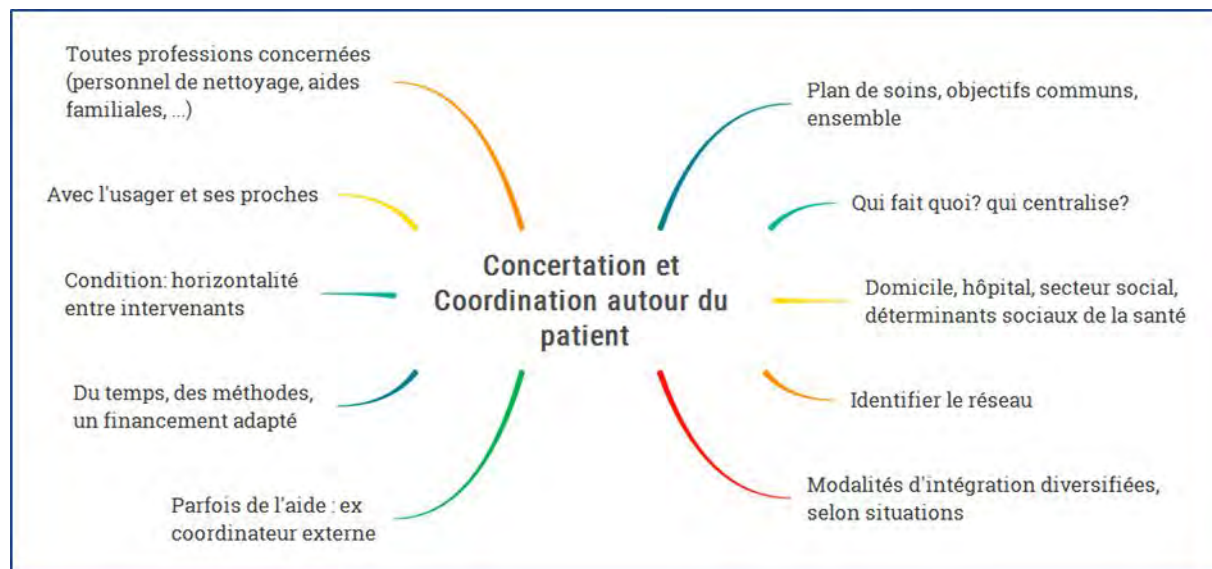 Toutes professions concernées
(personnel de nettoyage, aides
familiales, ...)
Avec l'usager et ses proches
Condition: horizontalité
entre intervenants
Du temps, des méthodes,
un financement adapté
Parfois de l'aide : ex
coordinateur externe
Concertation et
Coordination autour du
patient
Plan de soins, objectifs communs,
ensemble
Qui fait quoi? qui centralise?
Domicile, hôpital, secteur social,
déterminants sociaux de la santé
Identifier le réseau
Modalités d'intégration diversifiées,
selon situations